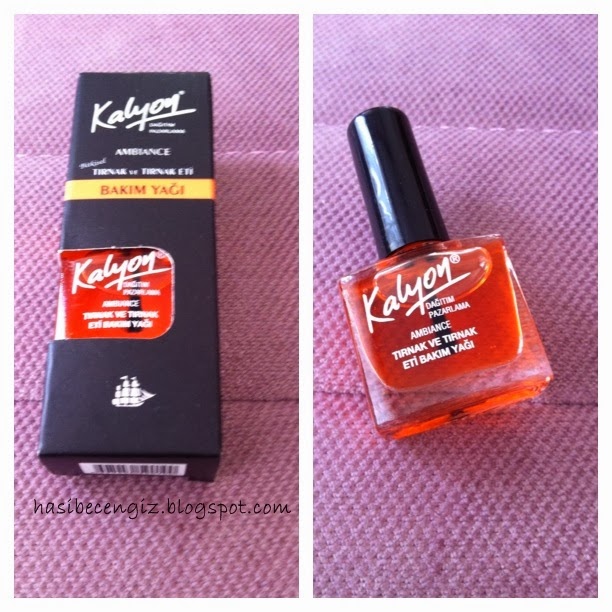 Kalyon
DAĞITIM
PAZARLAMA
AMBIANCE
Bitkisel
TIRNAK ve TIRNAK ETİ
BAKIM YAĞI
Kalyon®
DAĞITIM
PAZARLAMA
AMBIANCE
TIRNAK VE TIRNAK
ETİ BAKIM YAĞI
hasibecengiz.blogspot.com
Kalyon®
DAĞITIM
PAZARLAMA
AMBIANCE
TIRNAK VE TIRNAK
ETİ BAKIM YAĞI